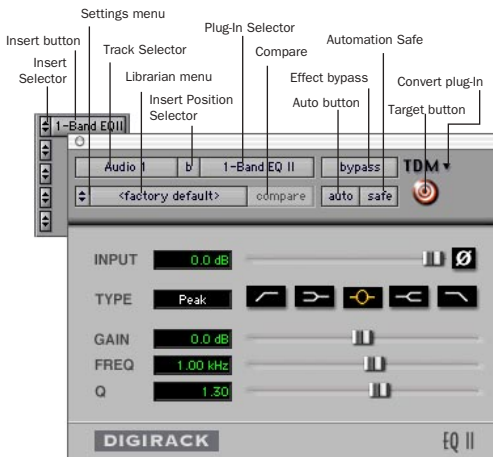 Settings menu
Plug-In Selector
Insert button
Track Selector
Compare
Automation Safe
Insert
Selector
Librarian menu
Effect bypass
Convert plug-In
Insert Position
Selector
Auto button
Target button
1-Band EQII
Audio 1 b 1-Band EQ II bypass TDM
<factory default> compare auto safe
INPUT 0.0 dB Ø
TYPE Peak
GAIN 0.0 dB
FREQ 1.00 kHz
Q 1.30
DIGIRACK EQ II